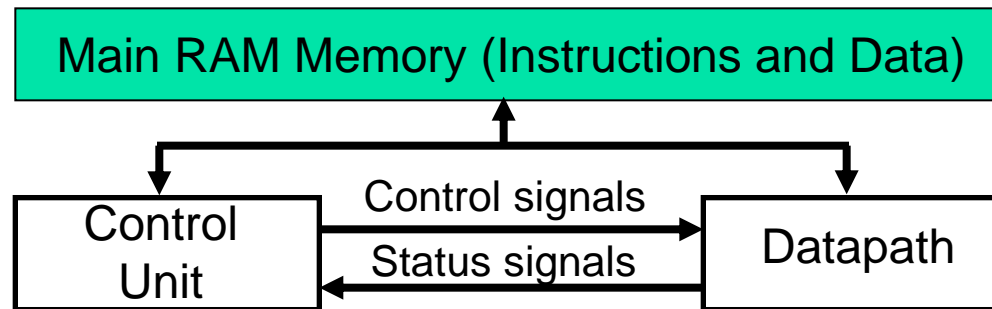 Main RAM Memory (Instructions and Data)
Control signals
Control
Unit
Status signals
Datapath